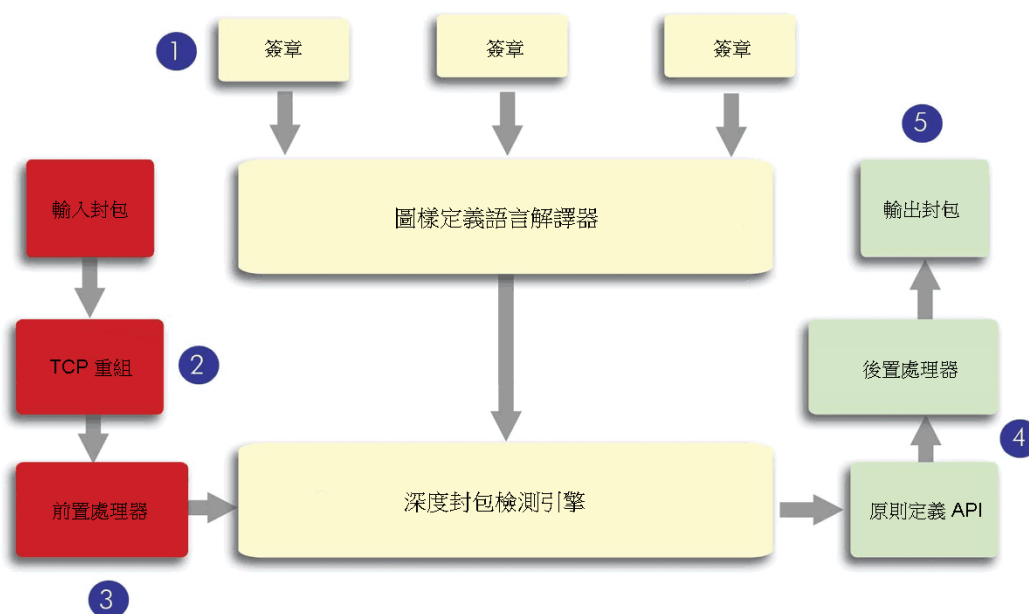 1
簽章
簽章
簽章
5
輸入封包
圖樣定義語言解譯器
輸出封包
TCP 重組
2
後置處理器
4
前置處理器
深度封包檢測引擎
原則定義 API
3